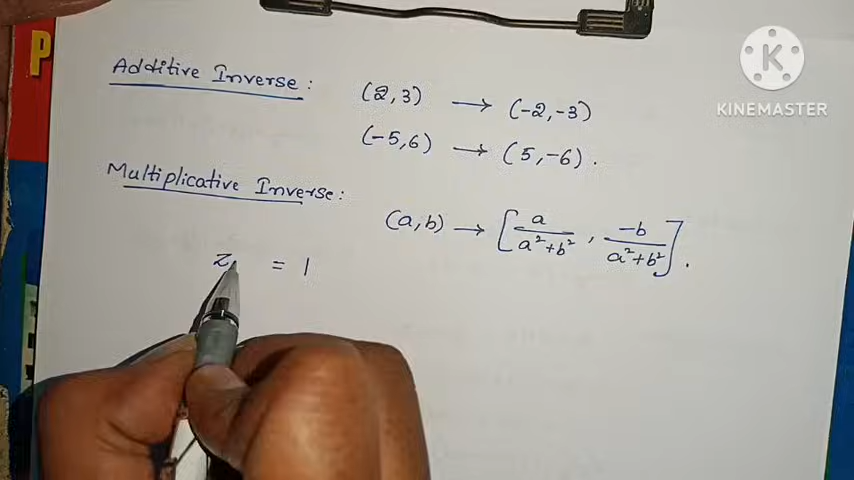 P
KINEMASTER
Additive Inverse : (2,3) → (-2,-3)
(-5,6) → (5,-6).
Multiplicative Inverse :
(a,b) → [a/(a²+b²), -b/(a²+b²)].
z = 1